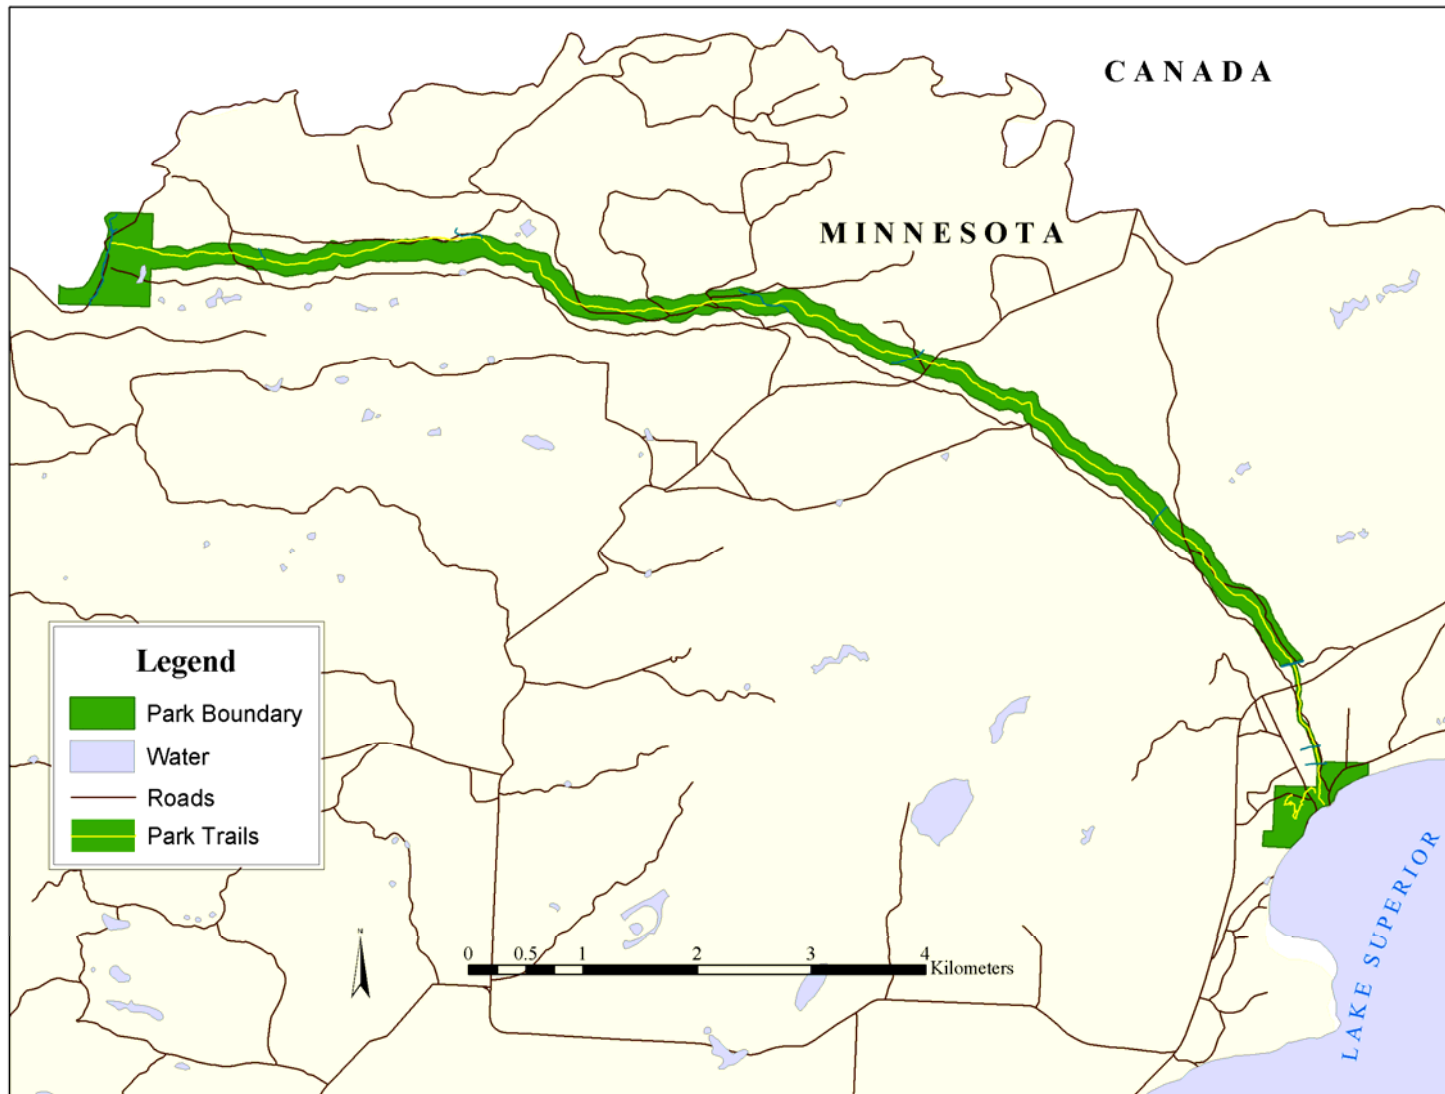 CANADA
MINNESOTA
Legend
Park Boundary
Water
Roads
Park Trails
N
0 0.5 1 2 3 4
Kilometers
LAKE SUPERIOR